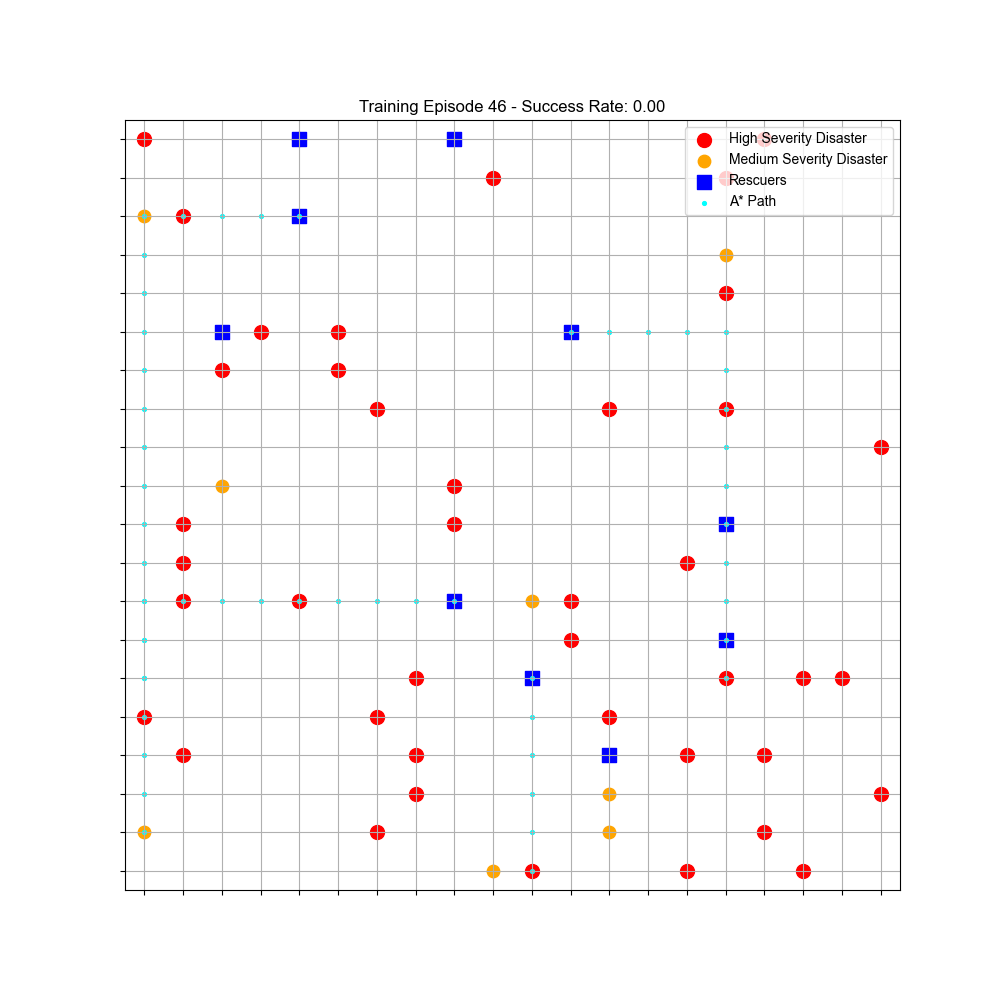 Training Episode 46 - Success Rate: 0.00
High Severity Disaster
Medium Severity Disaster
Rescuers
A* Path